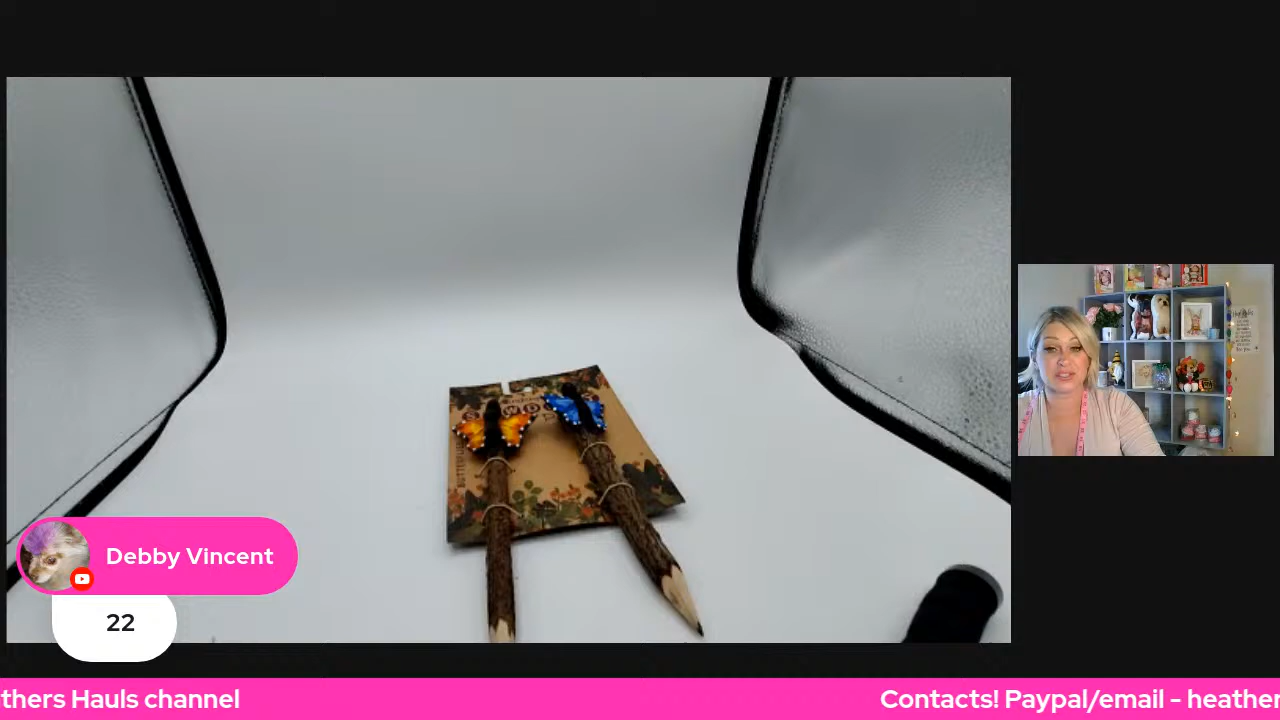 Debby Vincent
22
thers Hauls channel
Contacts! Paypal/email - heather